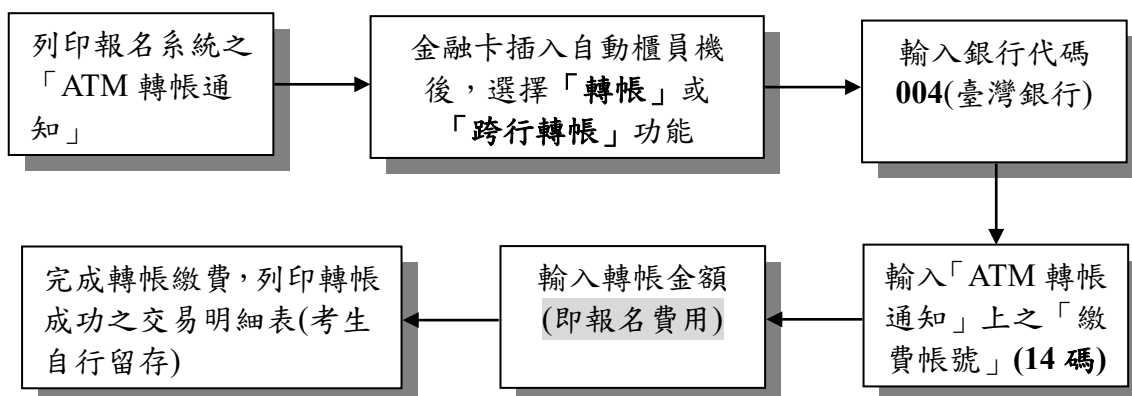 列印報名系統之
「ATM 轉帳通
知」
金融卡插入自動櫃員機
後，選擇「轉帳」或
「跨行轉帳」功能
輸入銀行代碼
004(臺灣銀行)
輸入「ATM 轉帳
通知」上之「繳
費帳號」(14 碼)
輸入轉帳金額
(即報名費用)
完成轉帳繳費，列印轉帳
成功之交易明細表(考生
自行留存)